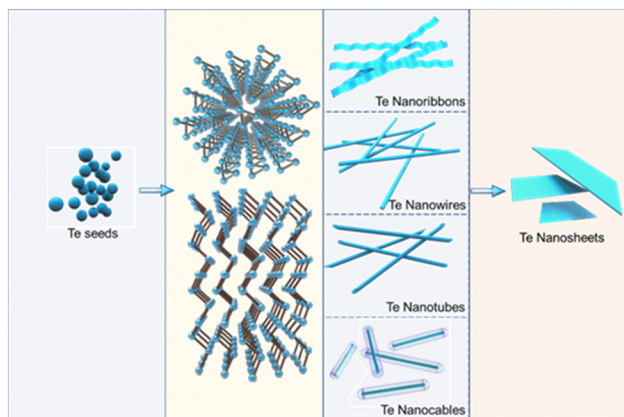 Te seeds
Te Nanoribbons
Te Nanowires
Te Nanotubes
Te Nanocables
Te Nanosheets